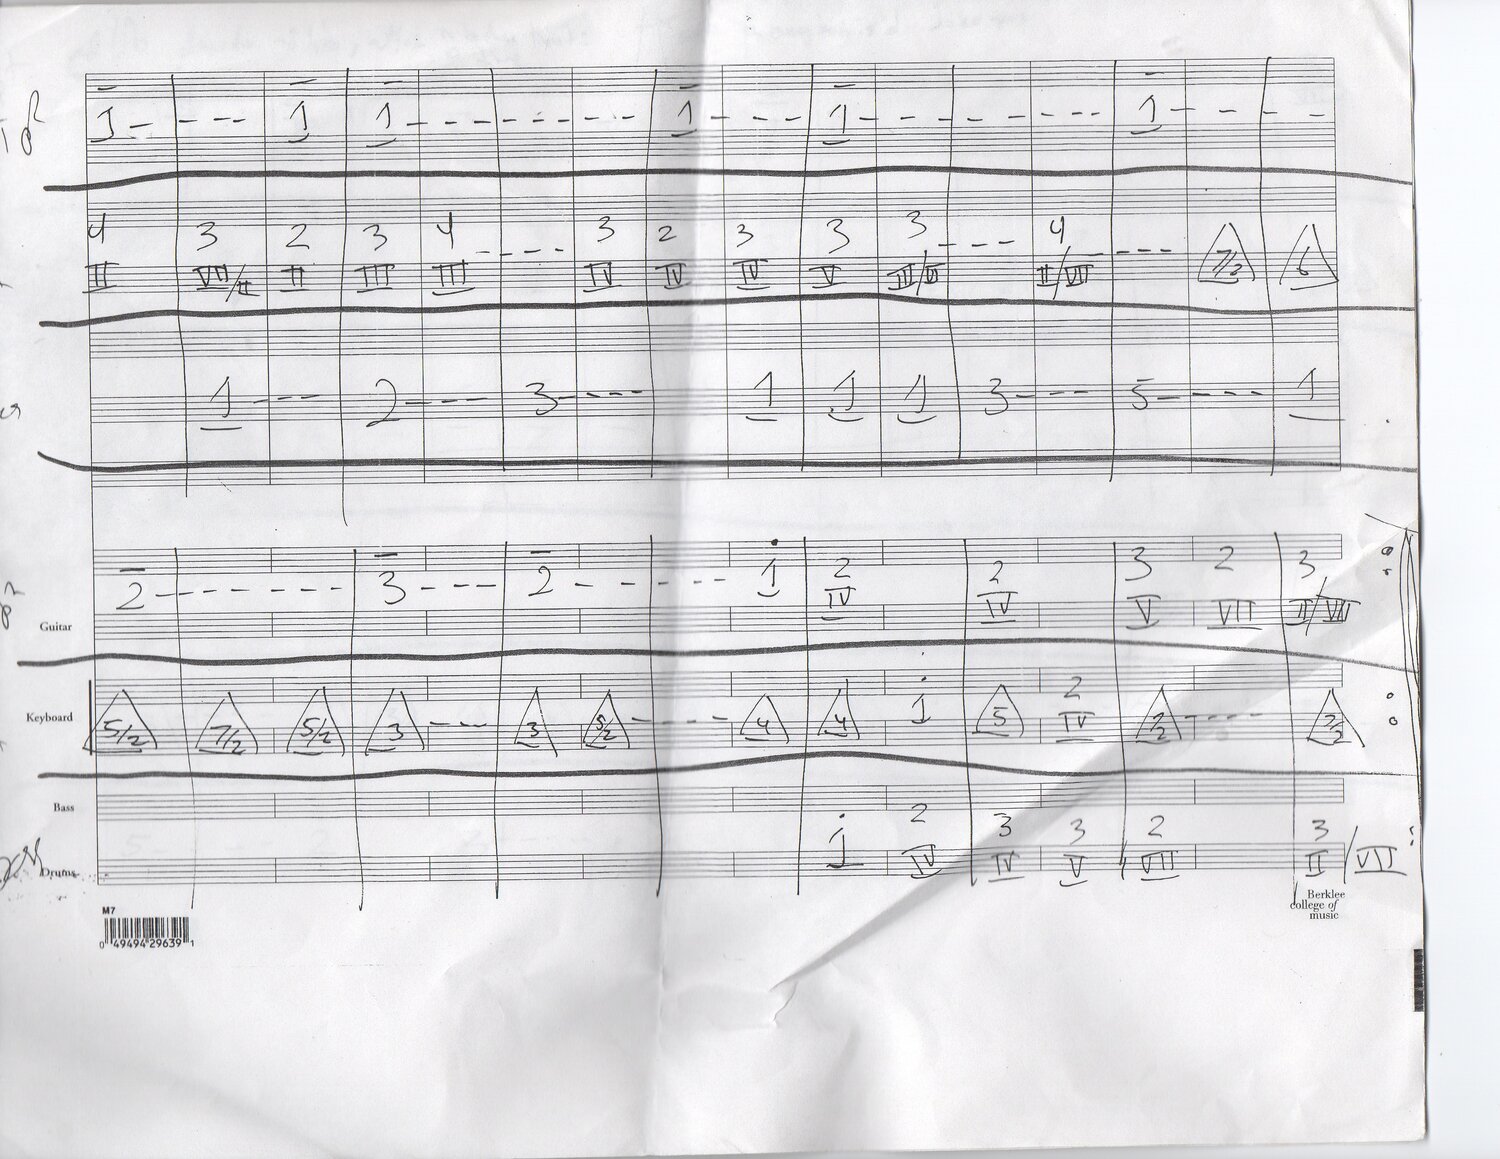 1 - - - - 1 1 - - - - - - - - - 1 - - - 1 - - - - - - - - - 1 - - - - -
4 3 2 3 4 - - - - 3 2 3 3 3 - - - 4 - - - 7/2 6
II VII/II II III III IV IV IV V III/VI II/VII
1 - - - 2 - - - - 3 - - - - 1 1 1 3 - - - 5 - - - - 1
2 - - - - - - - 3 - - - 2 - - - - - 1 2 2 3 2 3
IV IV V VII II/VII
Guitar
Keyboard
5/2 7/2 5/2 3 - - - 3 5/2 - - - - 4 4 1 5 2 7/2 - - - - 7/2
IV
Bass
1 2 3 3 2 3
IV IV V VII II/VII
Drums
M7
0 49494 29639 1
Berklee
college of
music